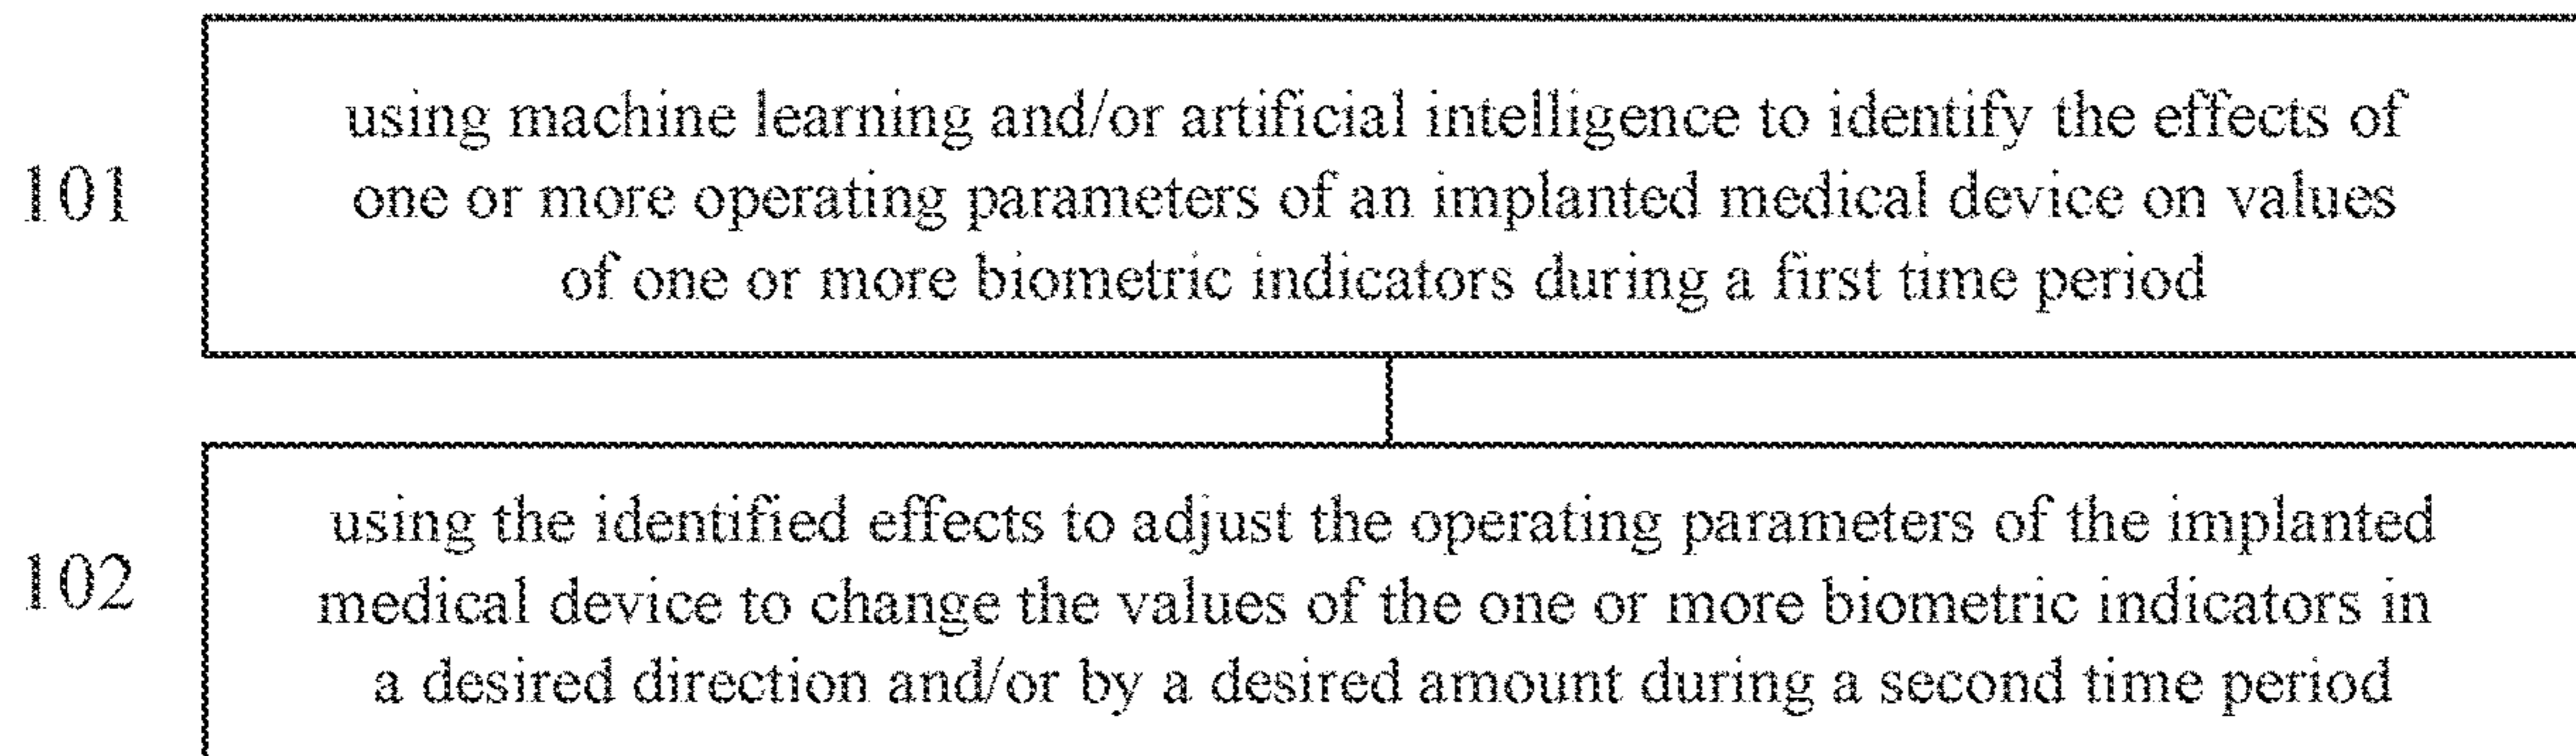 101
using machine learning and/or artificial intelligence to identify the effects of
one or more operating parameters of an implanted medical device on values
of one or more biometric indicators during a first time period
102
using the identified effects to adjust the operating parameters of the implanted
medical device to change the values of the one or more biometric indicators in
a desired direction and/or by a desired amount during a second time period